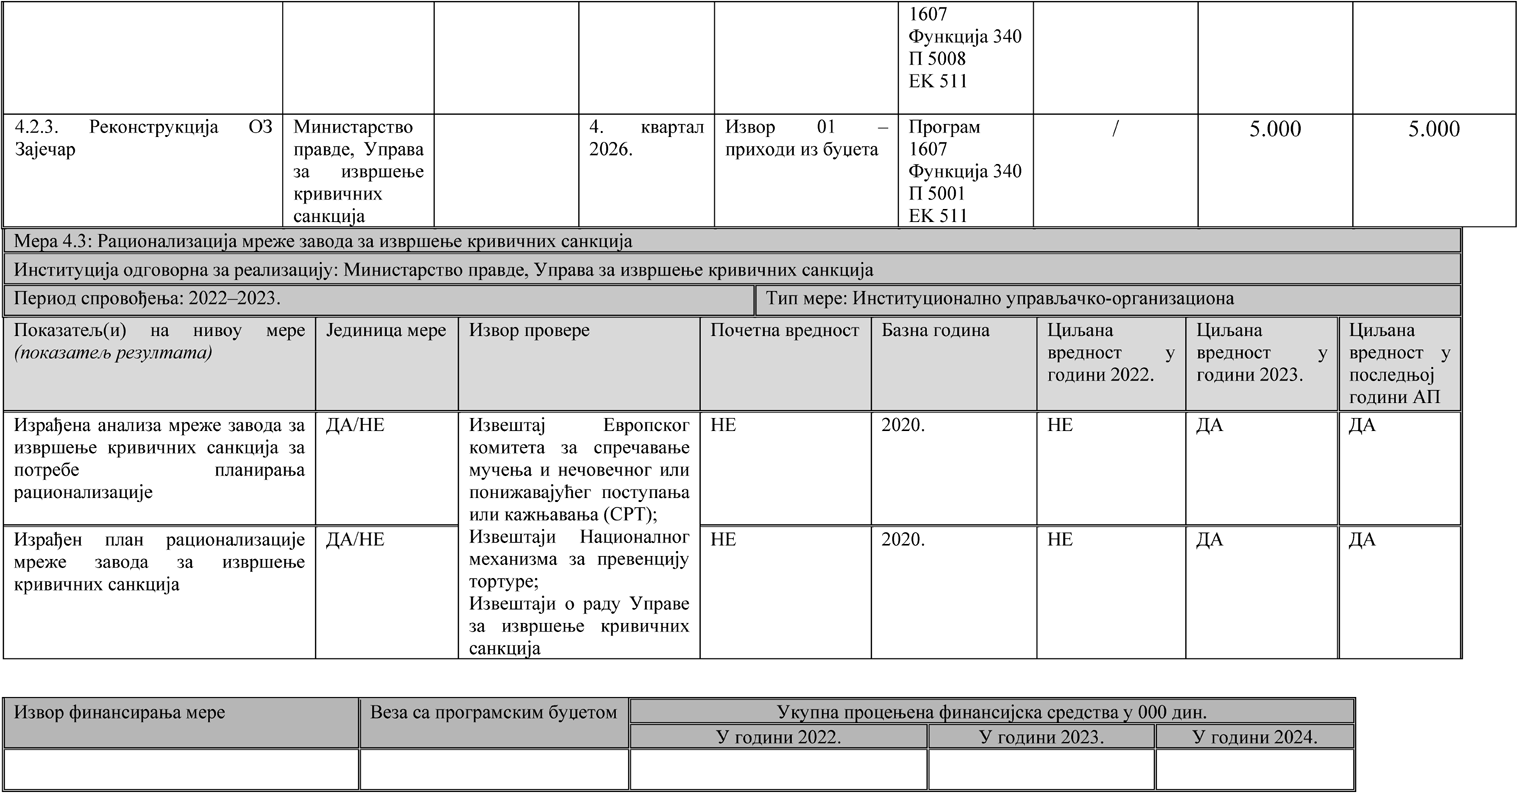 1607
Функција 340
П 5008
ЕК 511
4.2.3. Реконструкција ОЗ
Зајечар
Министарство
правде, Управа
за извршење
кривичних
санкција
4. квартал
2026.
Извор 01 –
приходи из буџета
Програм
1607
Функција 340
П 5001
ЕК 511
/
5.000
5.000
Мера 4.3: Рационализација мреже завода за извршење кривичних санкција
Институција одговорна за реализацију: Министарство правде, Управа за извршење кривичних санкција
Период спровођења: 2022–2023.
Тип мере: Институционално управљачко-организациона
Показатељ(и) на нивоу мере
(показатељ резултата)
Јединица мере
Извор провере
Почетна вредност
Базна година
Циљана
вредност у
години 2022.
Циљана
вредност у
години 2023.
Циљана
вредност у
последњој
години АП
Израђена анализа мреже завода за
извршење кривичних санкција за
потребе планирања
рационализације
ДА/НЕ
Извештај Европског
комитета за спречавање
мучења и нечовечног или
понижавајућег поступања
или кажњавања (CPT);
Извештаји Националног
механизма за превенцију
тортуре;
Извештаји о раду Управе
за извршење кривичних
санкција
НЕ
2020.
НЕ
ДА
ДА
Израђен план рационализације
мреже завода за извршење
кривичних санкција
ДА/НЕ
НЕ
2020.
НЕ
ДА
ДА
Извор финансирања мере
Веза са програмским буџетом
Укупна процењена финансијска средства у 000 дин.
У години 2022.
У години 2023.
У години 2024.